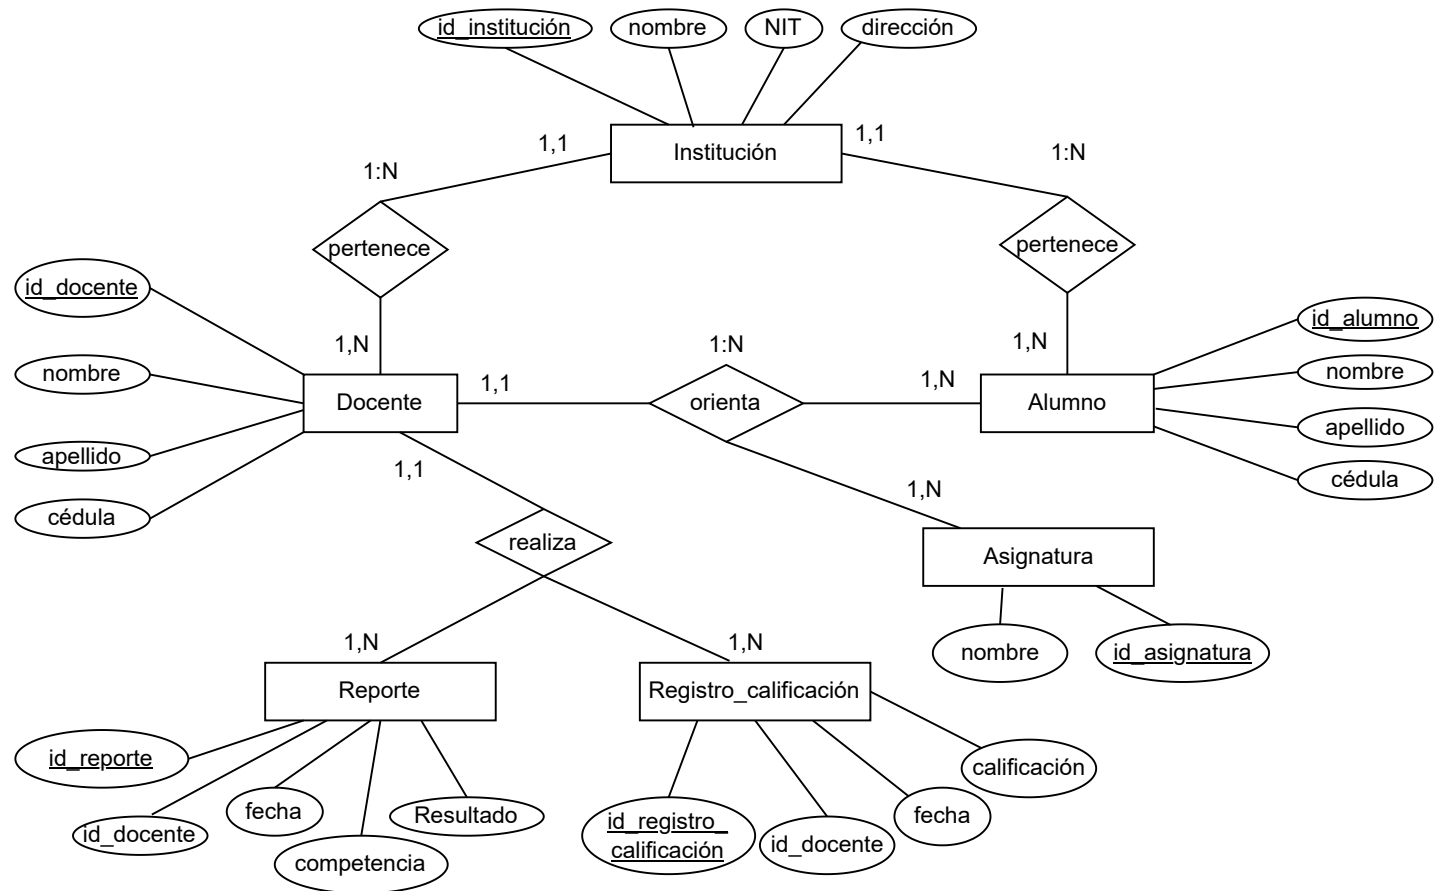 id_institución
nombre
NIT
dirección
1,1
1,1
Institución
1:N
1:N
pertenece
pertenece
id_docente
id_alumno
1,N
1:N
1,N
nombre
nombre
1,1
1,N
Docente
orienta
Alumno
apellido
apellido
1,1
cédula
cédula
1,N
realiza
Asignatura
1,N
1,N
nombre
id_asignatura
Reporte
Registro_calificación
id_reporte
calificación
fecha
Resultado
fecha
id_docente
id_registro_
calificación
id_docente
competencia